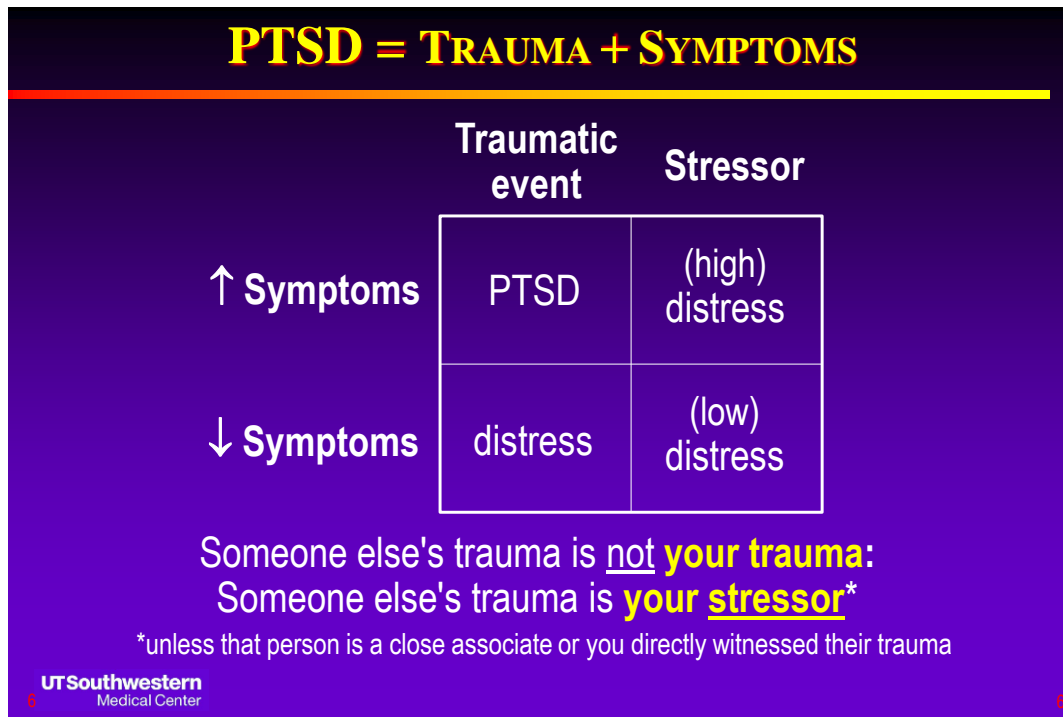 PTSD = TRAUMA + SYMPTOMS
Traumatic
event
Stressor
↑ Symptoms
PTSD
(high)
distress
↓ Symptoms
distress
(low)
distress
Someone else's trauma is not your trauma:
Someone else's trauma is your stressor*
*unless that person is a close associate or you directly witnessed their trauma
UTSouthwestern
Medical Center
6